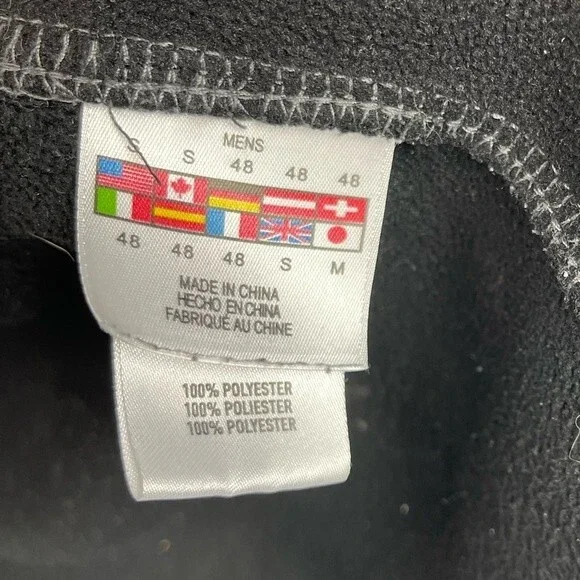 MENS
S S 48 48 48
48 48 48 S M
MADE IN CHINA
HECHO EN CHINA
FABRIQUÉ AU CHINE
100% POLYESTER
100% POLIESTER
100% POLYESTER